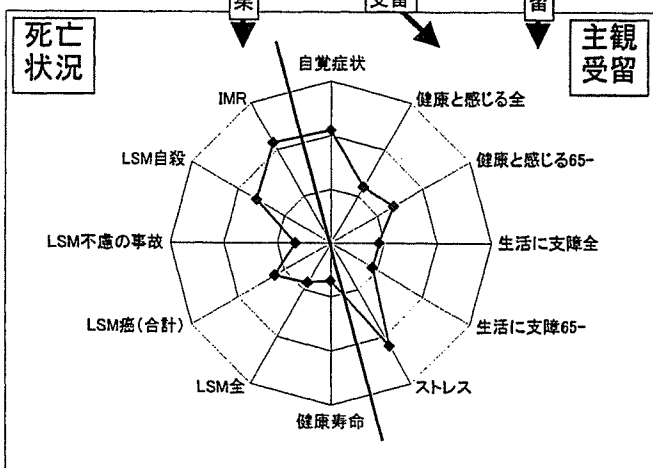 受留
留
死亡
状況
主観
受留
自覚症状
IMR
健康と感じる全
LSM自殺
健康と感じる65-
LSM不慮の事故
生活に支障全
LSM癌(合計)
生活に支障65-
LSM全
ストレス
健康寿命